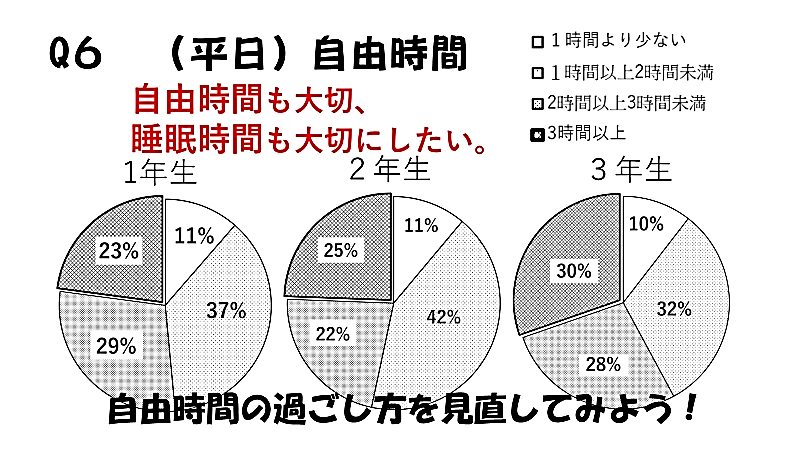 Q6 （平日）自由時間
自由時間も大切、
睡眠時間も大切にしたい。
□１時間より少ない
１時間以上2時間未満
2時間以上3時間未満
3時間以上
1年生
23%
11%
37%
29%
２年生
25%
11%
42%
22%
３年生
30%
10%
32%
28%
自由時間の過ごし方を見直してみよう！